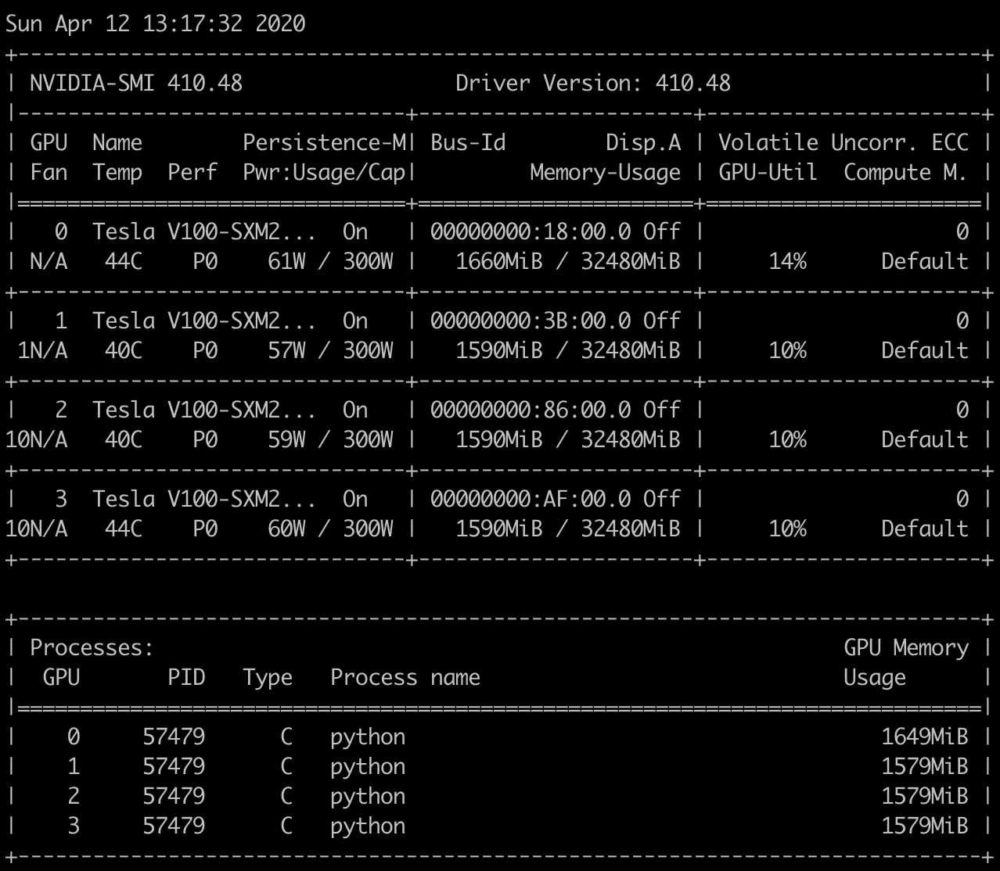 Sun Apr 12 13:17:32 2020
+-----------------------------------------------------------------------------+
| NVIDIA-SMI 410.48                 Driver Version: 410.48                    |
|-------------------------------+----------------------+----------------------+
| GPU  Name        Persistence-M| Bus-Id        Disp.A | Volatile Uncorr. ECC |
| Fan  Temp  Perf  Pwr:Usage/Cap|         Memory-Usage | GPU-Util  Compute M. |
|===============================+======================+======================|
|   0  Tesla V100-SXM2...  On   | 00000000:18:00.0 Off |                    0 |
| N/A   44C    P0    61W / 300W |   1660MiB / 32480MiB |     14%      Default |
+-------------------------------+----------------------+----------------------+
|   1  Tesla V100-SXM2...  On   | 00000000:3B:00.0 Off |                    0 |
 1N/A   40C    P0    57W / 300W |   1590MiB / 32480MiB |     10%      Default |
+-------------------------------+----------------------+----------------------+
|   2  Tesla V100-SXM2...  On   | 00000000:86:00.0 Off |                    0 |
10N/A   40C    P0    59W / 300W |   1590MiB / 32480MiB |     10%      Default |
+-------------------------------+----------------------+----------------------+
|   3  Tesla V100-SXM2...  On   | 00000000:AF:00.0 Off |                    0 |
10N/A   44C    P0    60W / 300W |   1590MiB / 32480MiB |     10%      Default |
+-------------------------------+----------------------+----------------------+

+-----------------------------------------------------------------------------+
| Processes:                                                       GPU Memory |
|  GPU       PID   Type   Process name                             Usage      |
|=============================================================================|
|    0     57479      C   python                                      1649MiB |
|    1     57479      C   python                                      1579MiB |
|    2     57479      C   python                                      1579MiB |
|    3     57479      C   python                                      1579MiB |
+-----------------------------------------------------------------------------+